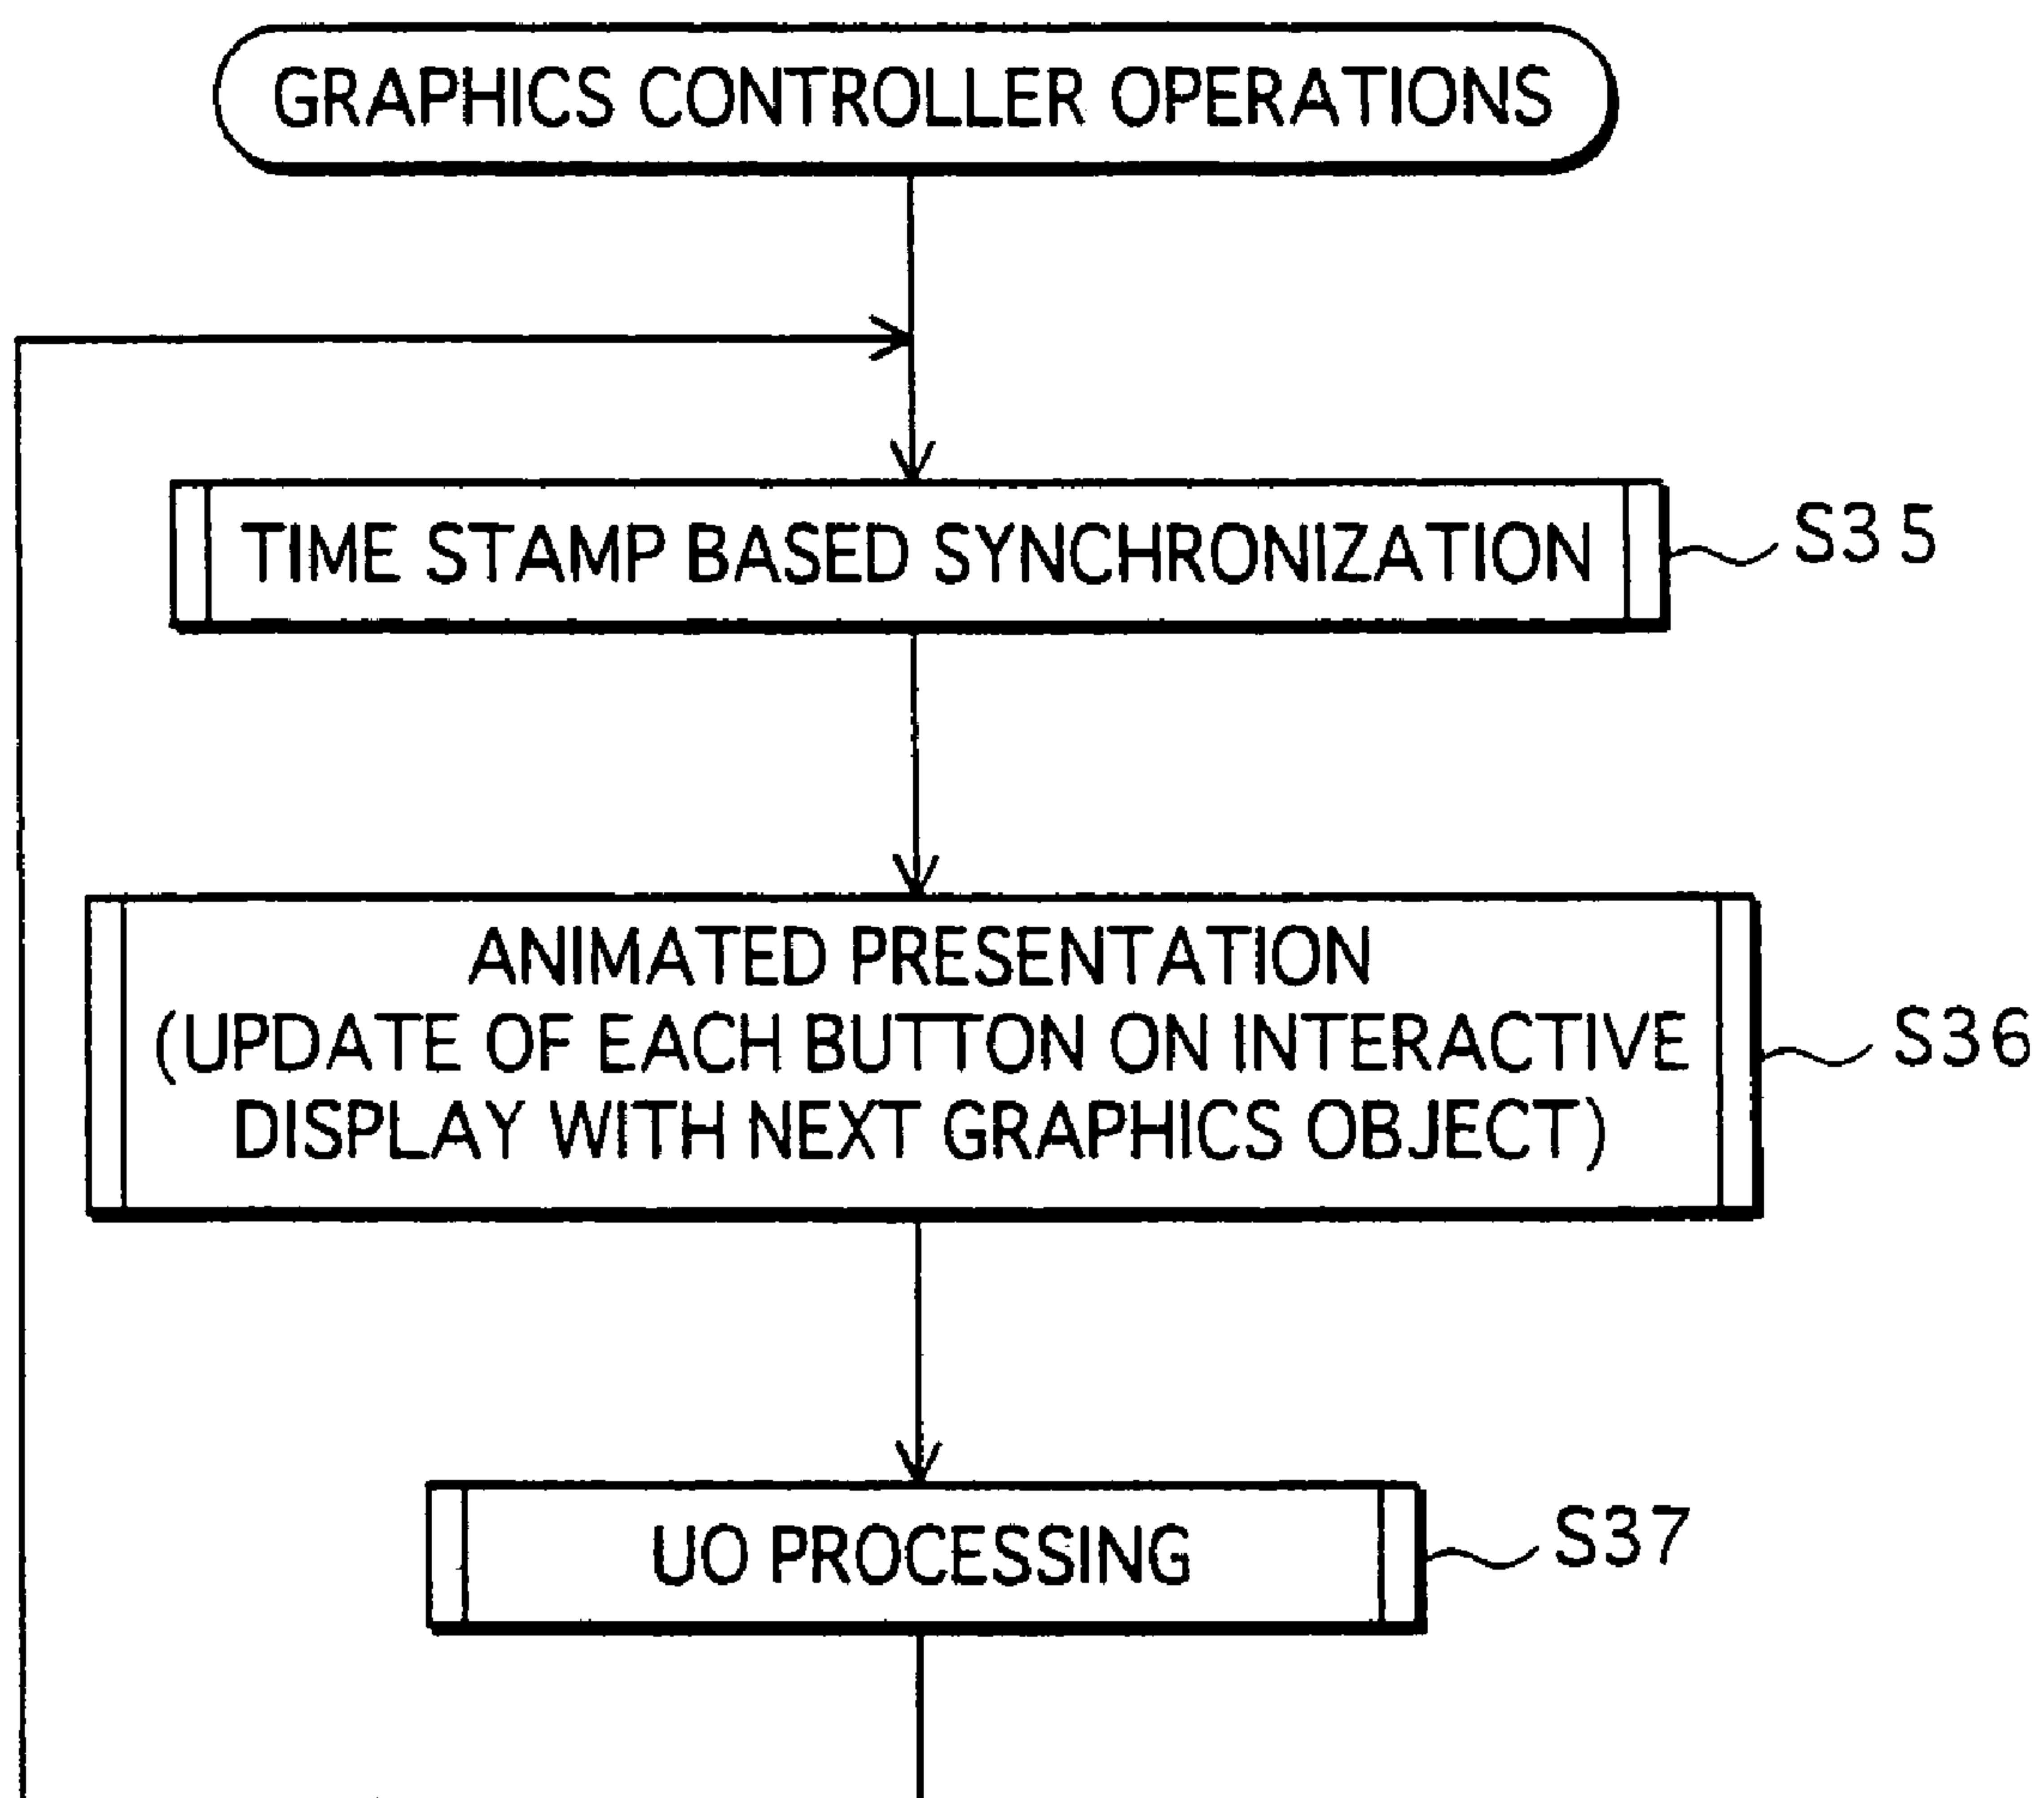 GRAPHICS CONTROLLER OPERATIONS
TIME STAMP BASED SYNCHRONIZATION
S35
ANIMATED PRESENTATION
(UPDATE OF EACH BUTTON ON INTERACTIVE
DISPLAY WITH NEXT GRAPHICS OBJECT)
S36
UO PROCESSING
S37